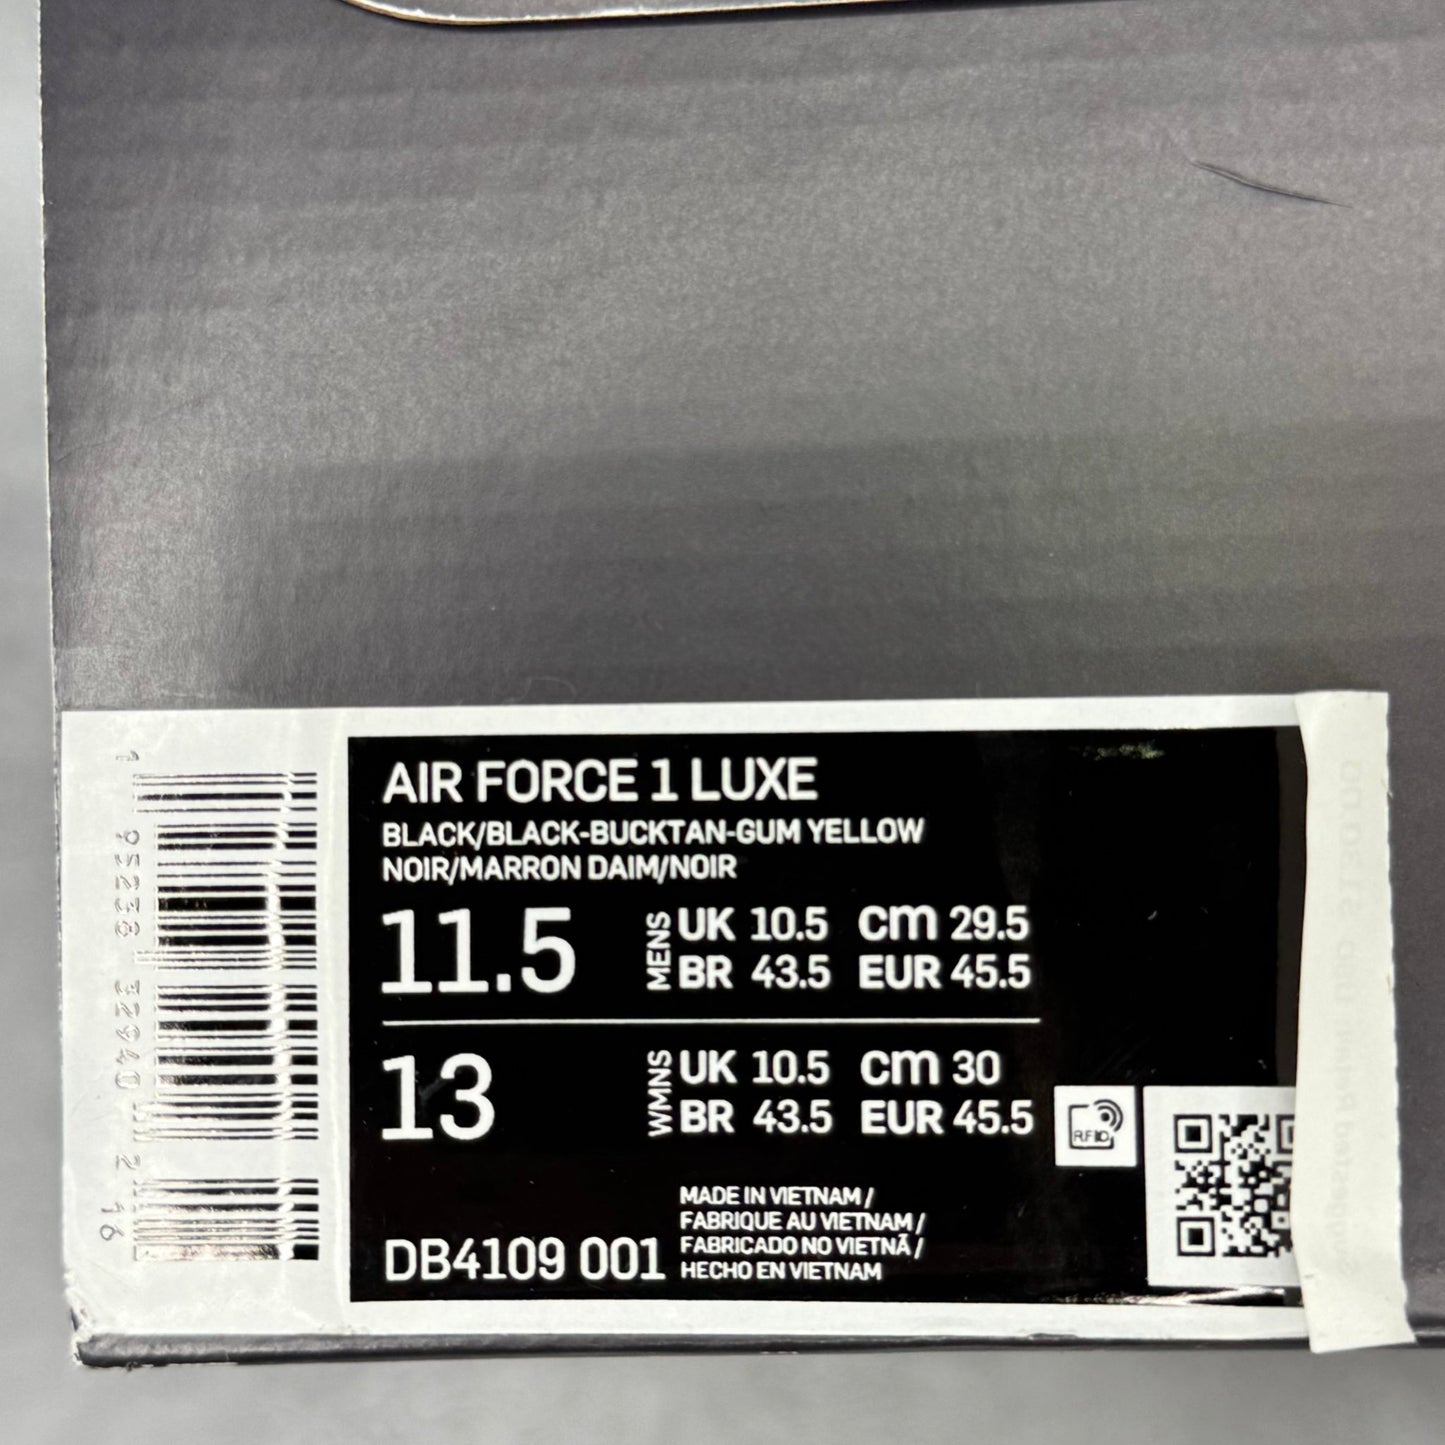 AIR FORCE 1 LUXE
BLACK/BLACK-BUCKTAN-GUM YELLOW
NOIR/MARRON DAIM/NOIR
11.5
MENS
UK 10.5 CM 29.5
BR 43.5 EUR 45.5
13
WMNS
UK 10.5 CM 30
BR 43.5 EUR 45.5
RFID
DB4109 001
MADE IN VIETNAM /
FABRIQUE AU VIETNAM /
FABRICADO NO VIETNÃ /
HECHO EN VIETNAM